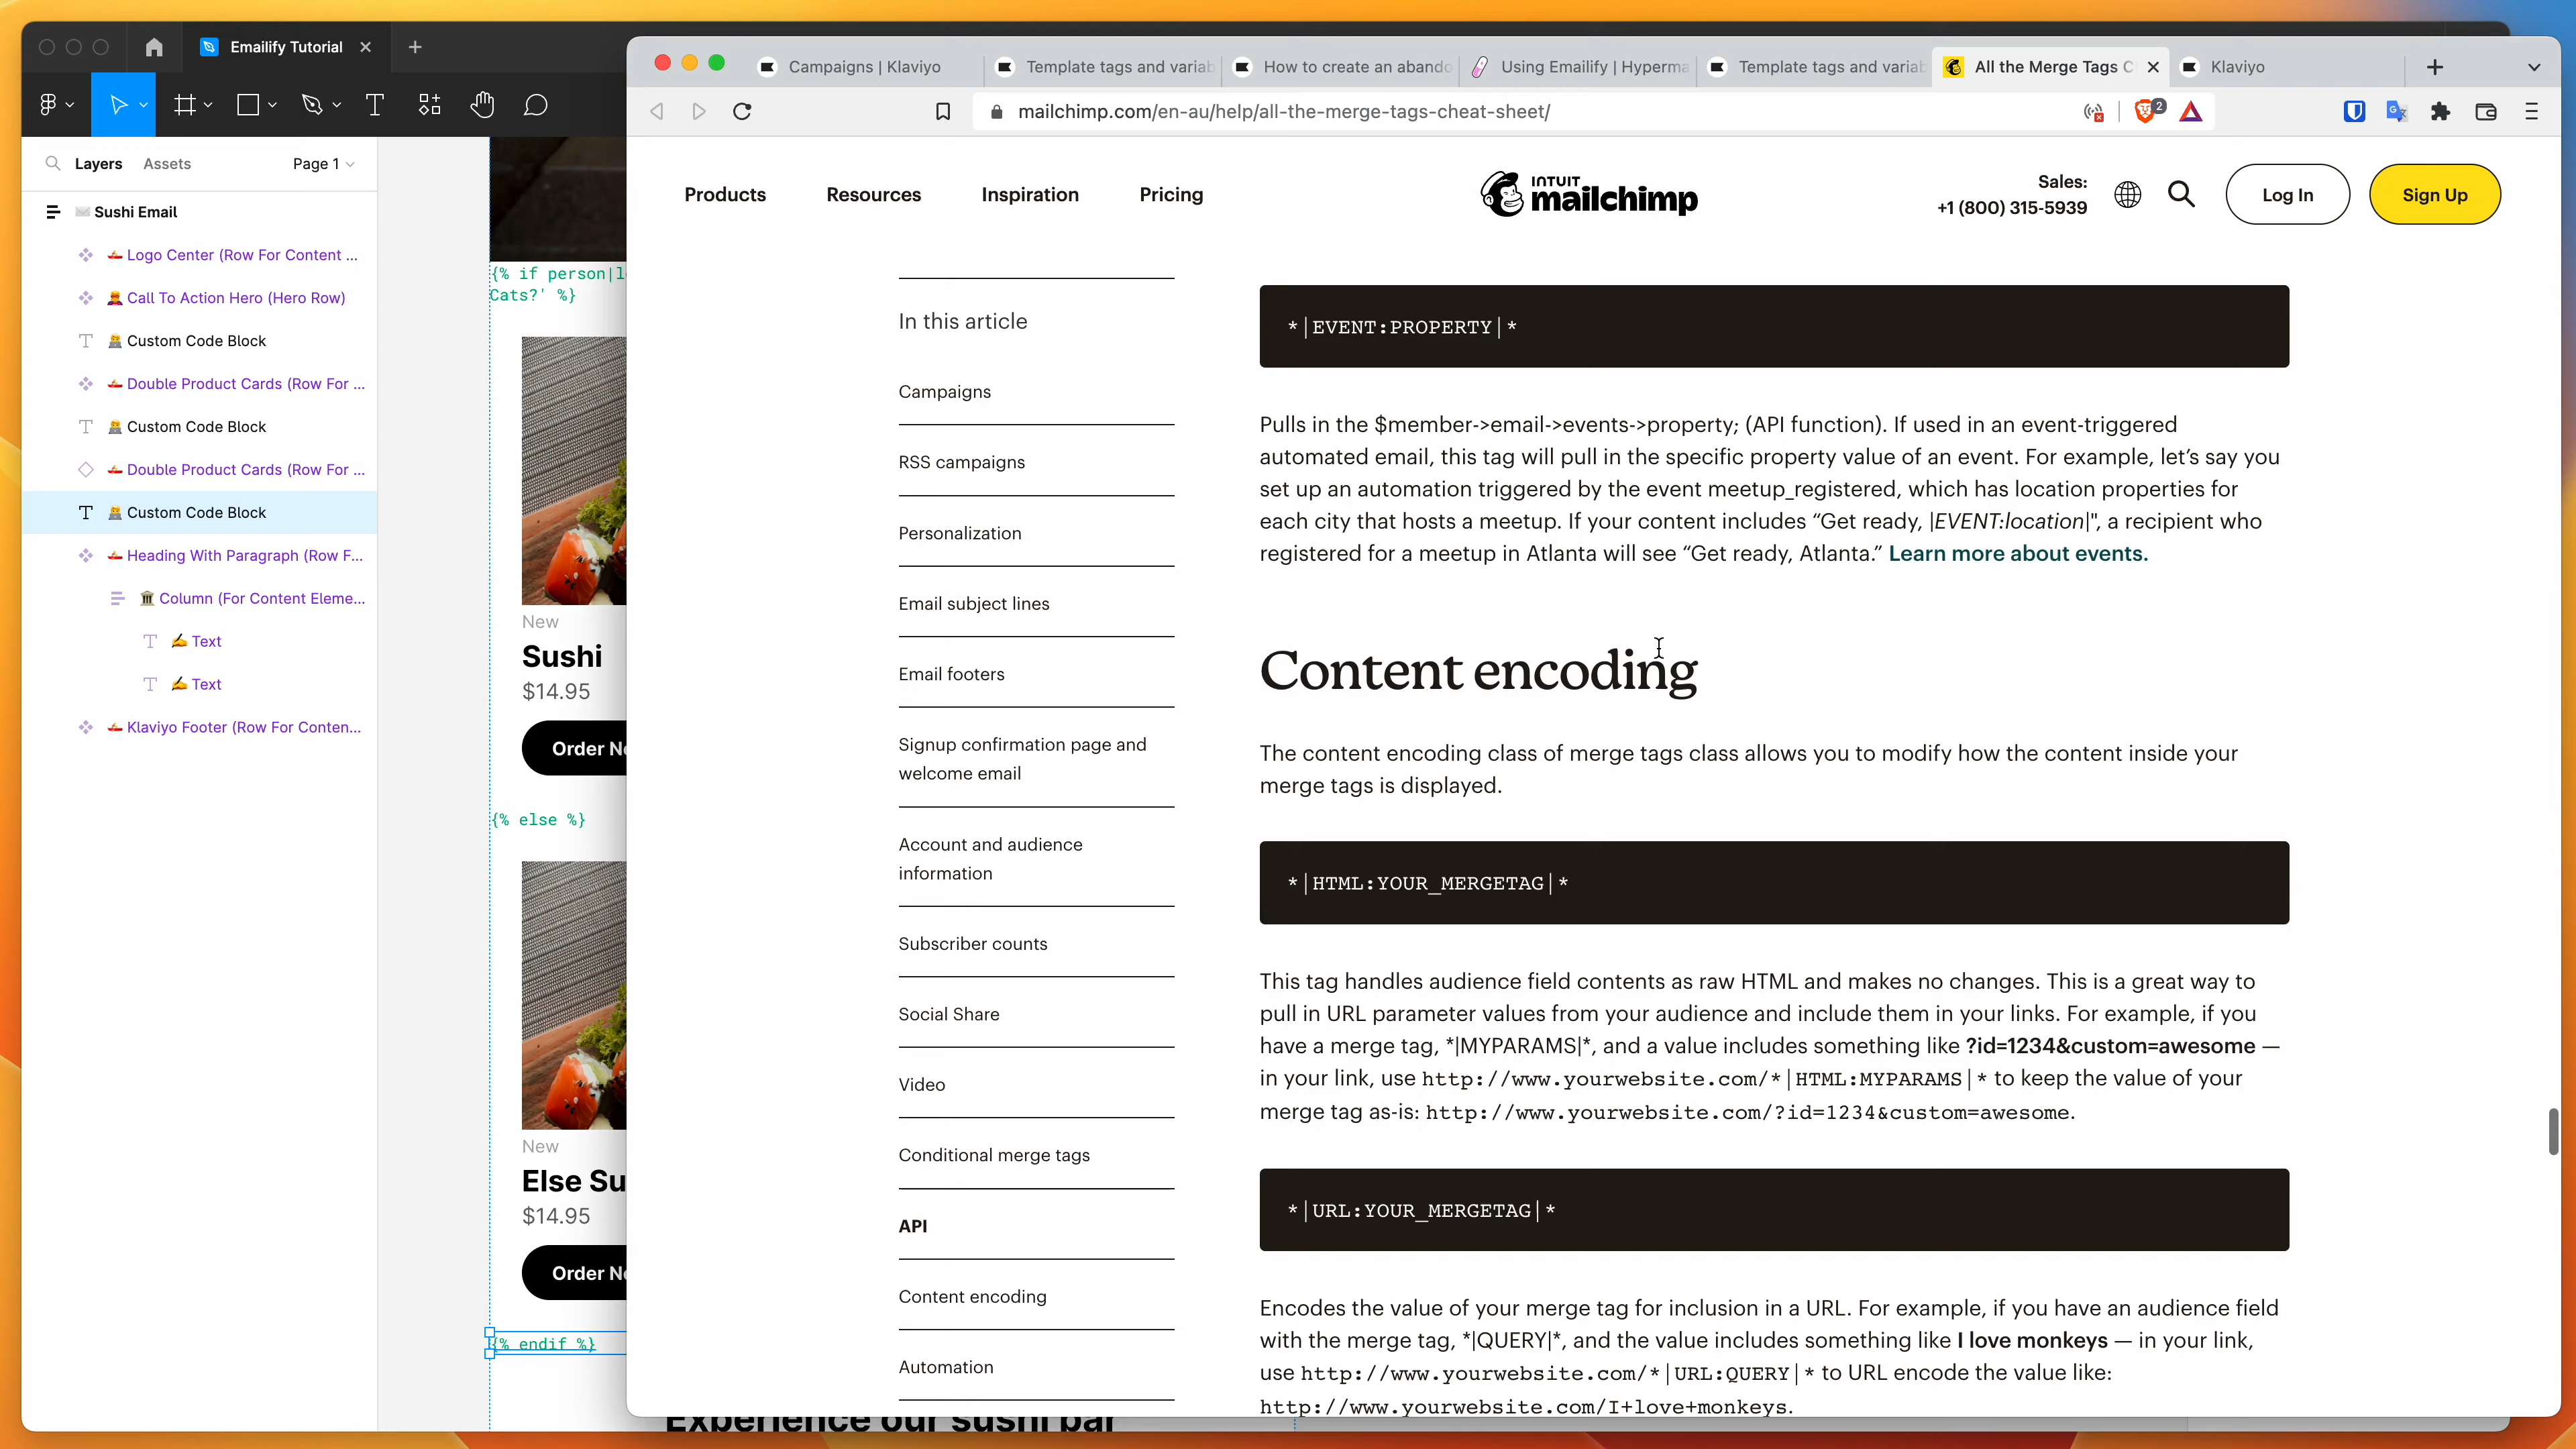 Emailify Tutorial
Layers
Assets
Page 1
Sushi Email
Logo Center (Row For Content ...
Call To Action Hero (Hero Row)
Custom Code Block
Double Product Cards (Row For ...
Custom Code Block
Double Product Cards (Row For ...
Custom Code Block
Heading With Paragraph (Row F...
Column (For Content Eleme...
Text
Text
Klaviyo Footer (Row For Conten...
{% if person|l
Cats?' %}
New
Sushi
$14.95
Order N
{% else %}
New
Else Su
$14.95
Order N
{% endif %}
Experience our sushi bar
Campaigns | Klaviyo
Template tags and variab
How to create an abando
Using Emailify | Hyperma
Template tags and variab
All the Merge Tags C
Klaviyo
mailchimp.com/en-au/help/all-the-merge-tags-cheat-sheet/
2
Products
Resources
Inspiration
Pricing
INTUIT
mailchimp
Sales:
+1 (800) 315-5939
Log In
Sign Up
In this article
Campaigns
RSS campaigns
Personalization
Email subject lines
Email footers
Signup confirmation page and
welcome email
Account and audience
information
Subscriber counts
Social Share
Video
Conditional merge tags
API
Content encoding
Automation
*|EVENT:PROPERTY|*
Pulls in the $member->email->events->property; (API function). If used in an event-triggered
automated email, this tag will pull in the specific property value of an event. For example, let’s say you
set up an automation triggered by the event meetup_registered, which has location properties for
each city that hosts a meetup. If your content includes “Get ready, |EVENT:location|", a recipient who
registered for a meetup in Atlanta will see “Get ready, Atlanta.” Learn more about events.
Content encoding
The content encoding class of merge tags class allows you to modify how the content inside your
merge tags is displayed.
*|HTML:YOUR_MERGETAG|*
This tag handles audience field contents as raw HTML and makes no changes. This is a great way to
pull in URL parameter values from your audience and include them in your links. For example, if you
have a merge tag, *|MYPARAMS|*, and a value includes something like ?id=1234&custom=awesome —
in your link, use http://www.yourwebsite.com/*|HTML:MYPARAMS|* to keep the value of your
merge tag as-is: http://www.yourwebsite.com/?id=1234&custom=awesome.
*|URL:YOUR_MERGETAG|*
Encodes the value of your merge tag for inclusion in a URL. For example, if you have an audience field
with the merge tag, *|QUERY|*, and the value includes something like I love monkeys — in your link,
use http://www.yourwebsite.com/*|URL:QUERY|* to URL encode the value like:
http://www.yourwebsite.com/I+love+monkeys.